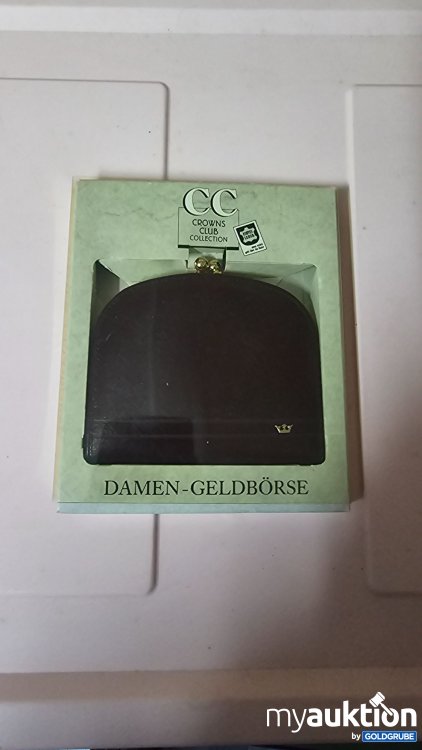 CC
CROWNS
CLUB
COLLECTION
DAMEN-GELDBÖRSE
myauktion
by GOLDGRUBE